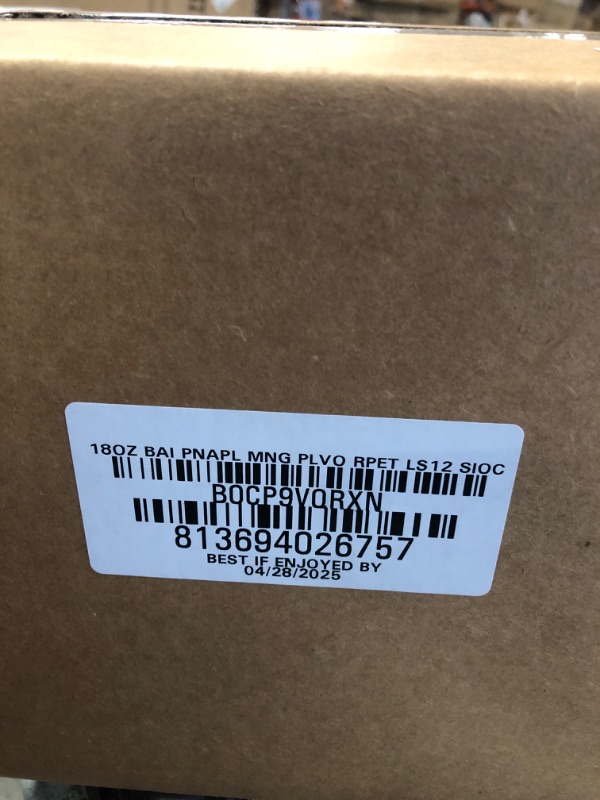 18OZ BAI PNAPL MNG PLVO RPET LS12 SIOC
B0CP9VQRXN
813694026757
BEST IF ENJOYED BY
04/28/2025